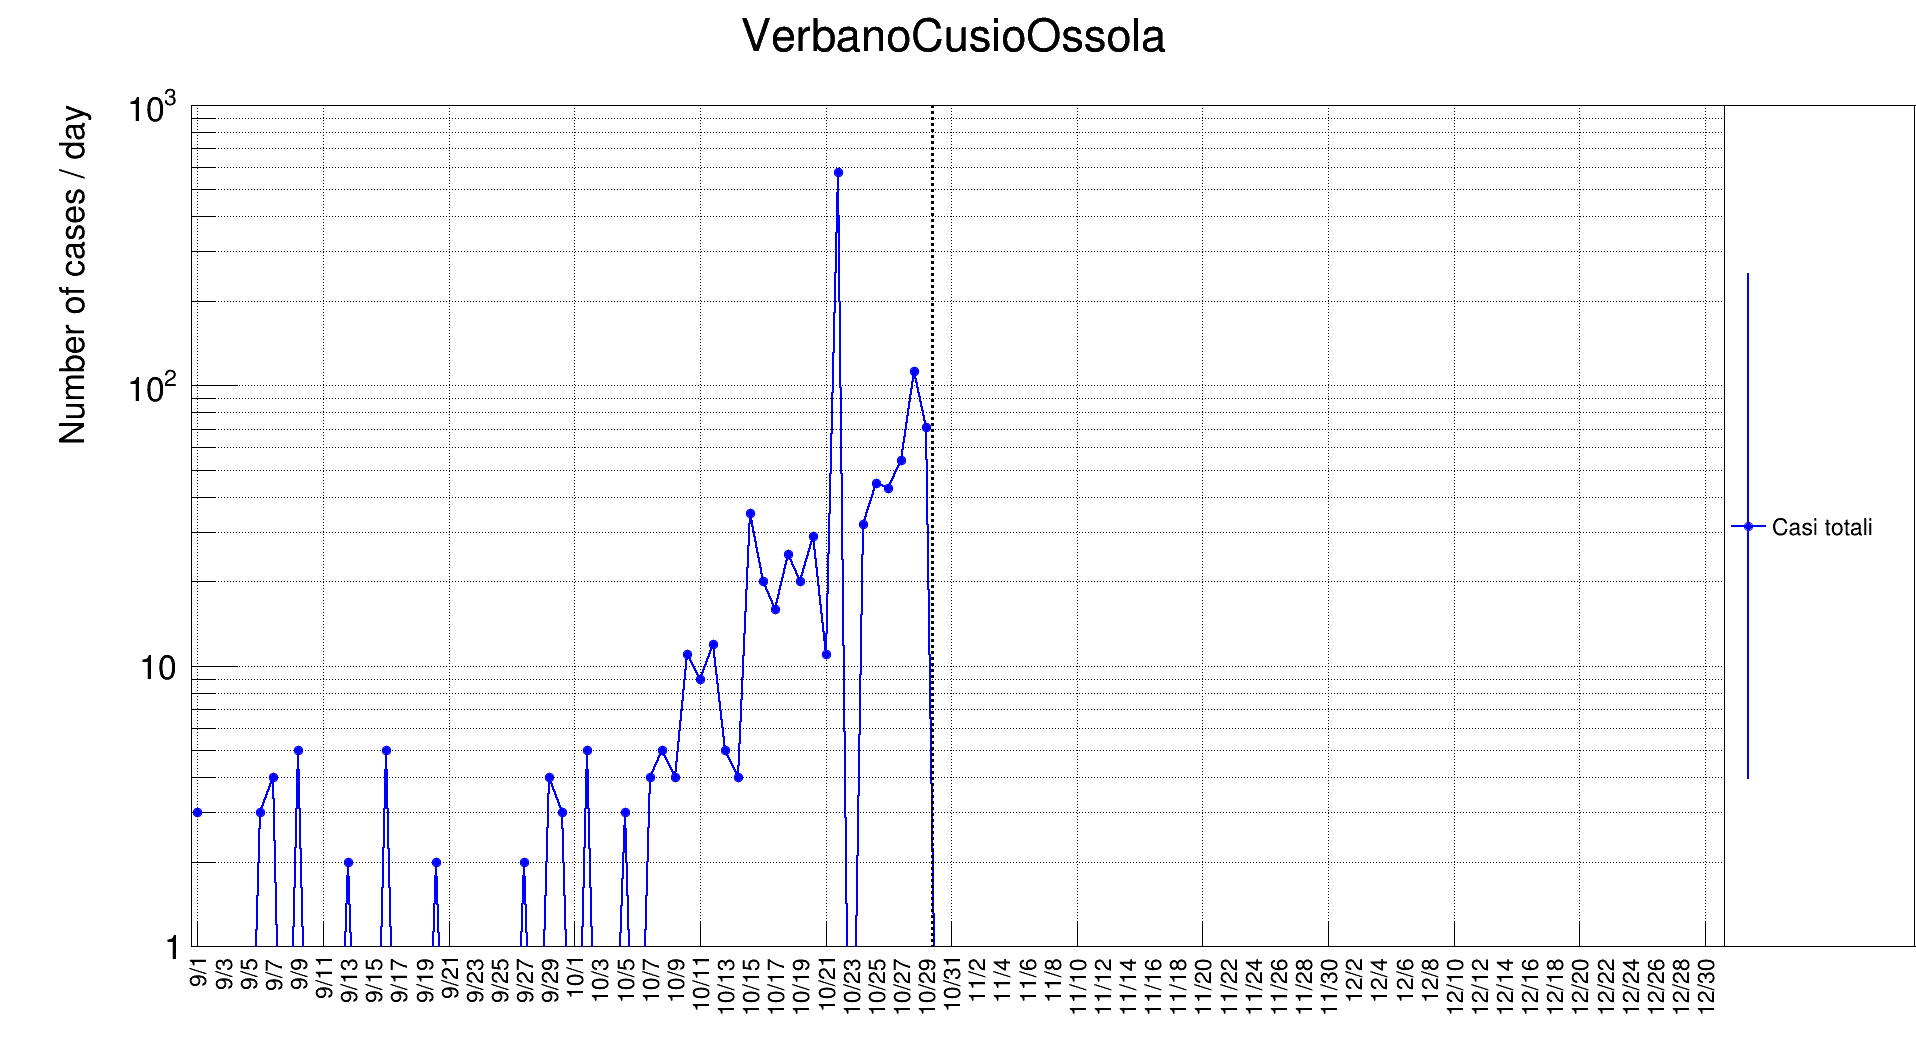 VerbanoCusioOssola
Number of cases / day
10³
10²
10
1
9/1 9/3 9/5 9/7 9/9 9/11 9/13 9/15 9/17 9/19 9/21 9/23 9/25 9/27 9/29 10/1 10/3 10/5 10/7 10/9 10/11 10/13 10/15 10/17 10/19 10/21 10/23 10/25 10/27 10/29 10/31 11/2 11/4 11/6 11/8 11/10 11/12 11/14 11/16 11/18 11/20 11/22 11/24 11/26 11/28 11/30 12/2 12/4 12/6 12/8 12/10 12/12 12/14 12/16 12/18 12/20 12/22 12/24 12/26 12/28 12/30
Casi totali